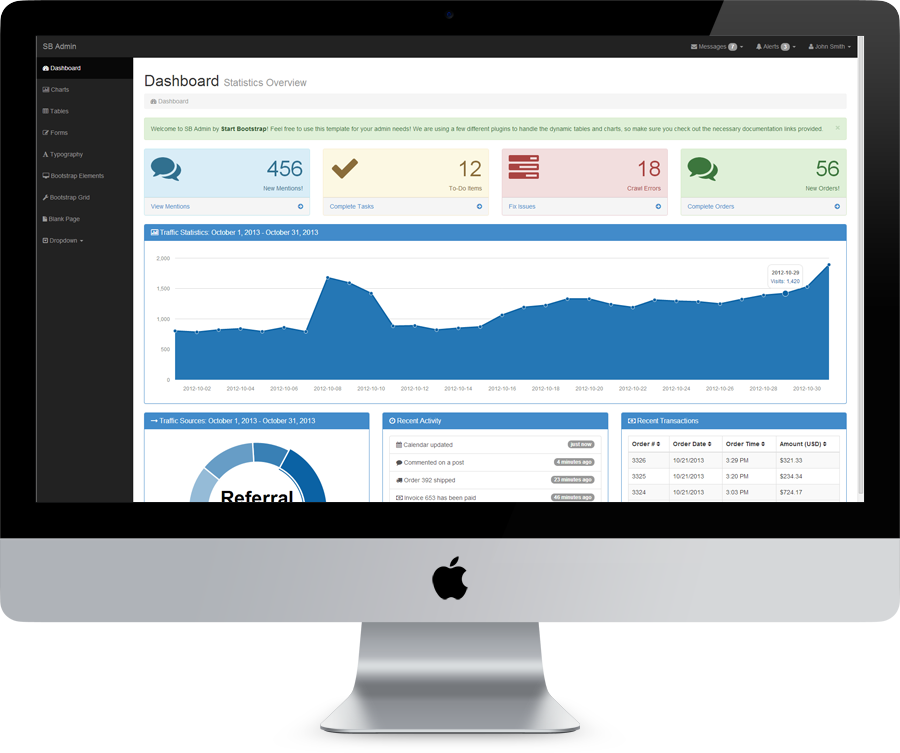 SB Admin
Messages 7
Alerts 3
John Smith
Dashboard
Charts
Tables
Forms
Typography
Bootstrap Elements
Bootstrap Grid
Blank Page
Dropdown
Dashboard Statistics Overview
Dashboard
Welcome to SB Admin by Start Bootstrap! Feel free to use this template for your admin needs! We are using a few different plugins to handle the dynamic tables and charts, so make sure you check out the necessary documentation links provided. ×
456
New Mentions!
View Mentions
12
To-Do Items
Complete Tasks
18
Crawl Errors
Fix Issues
56
New Orders!
Complete Orders
Traffic Statistics: October 1, 2013 - October 31, 2013
2,000
1,500
1,000
500
0
2012-10-29
Visits: 1,420
2012-10-02 2012-10-04 2012-10-06 2012-10-08 2012-10-10 2012-10-12 2012-10-14 2012-10-16 2012-10-18 2012-10-20 2012-10-22 2012-10-24 2012-10-26 2012-10-28 2012-10-30
Traffic Sources: October 1, 2013 - October 31, 2013
Referral
Recent Activity
Calendar updated just now
Commented on a post 4 minutes ago
Order 392 shipped 23 minutes ago
Invoice 653 has been paid 46 minutes ago
Recent Transactions
Order # Order Date Order Time Amount (USD)
3326 10/21/2013 3:29 PM $321.33
3325 10/21/2013 3:20 PM $234.34
3324 10/21/2013 3:03 PM $724.17